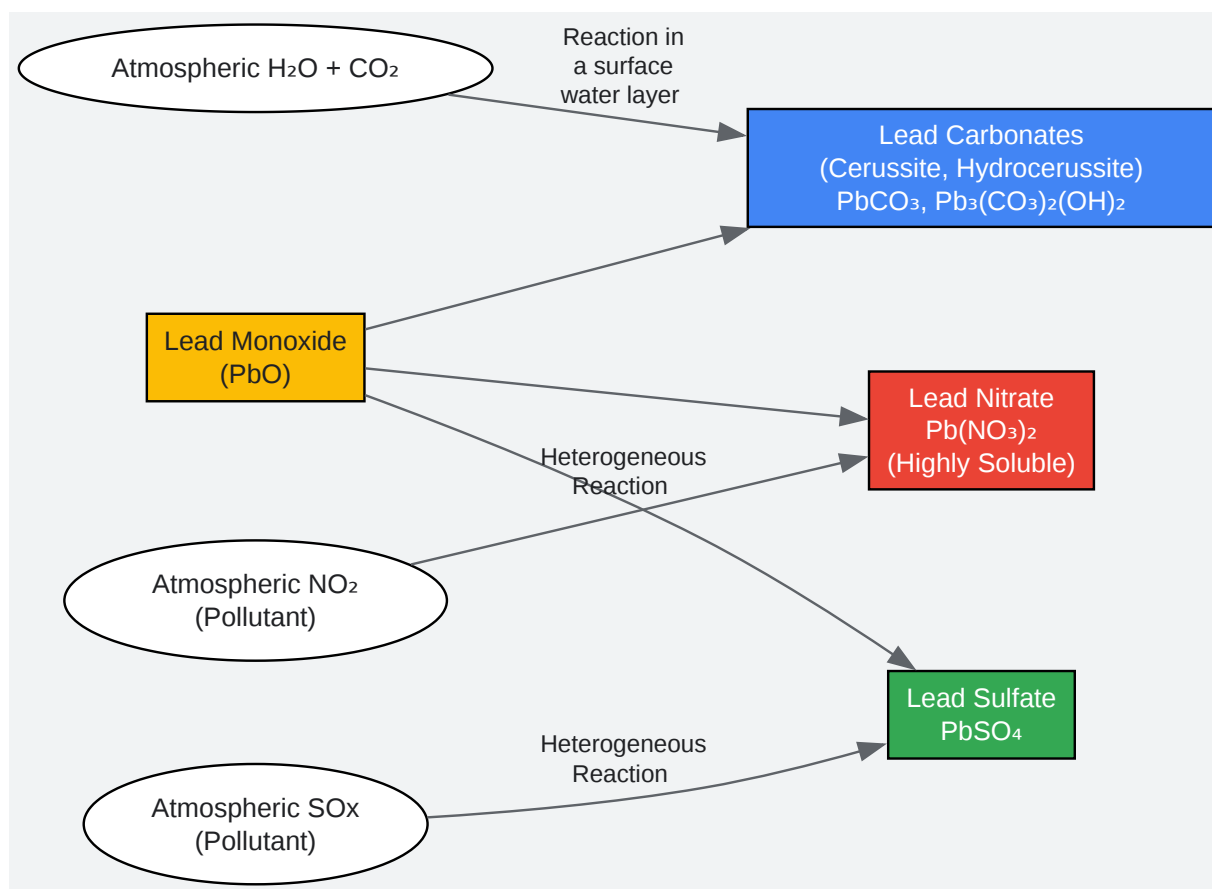 Atmospheric H₂O + CO₂
Reaction in
a surface
water layer
Lead Carbonates
(Cerussite, Hydrocerussite)
PbCO₃, Pb₃(CO₃)₂(OH)₂
Lead Monoxide
(PbO)
Lead Nitrate
Pb(NO₃)₂
(Highly Soluble)
Heterogeneous
Reaction
Atmospheric NO₂
(Pollutant)
Lead Sulfate
PbSO₄
Heterogeneous
Reaction
Atmospheric SOx
(Pollutant)